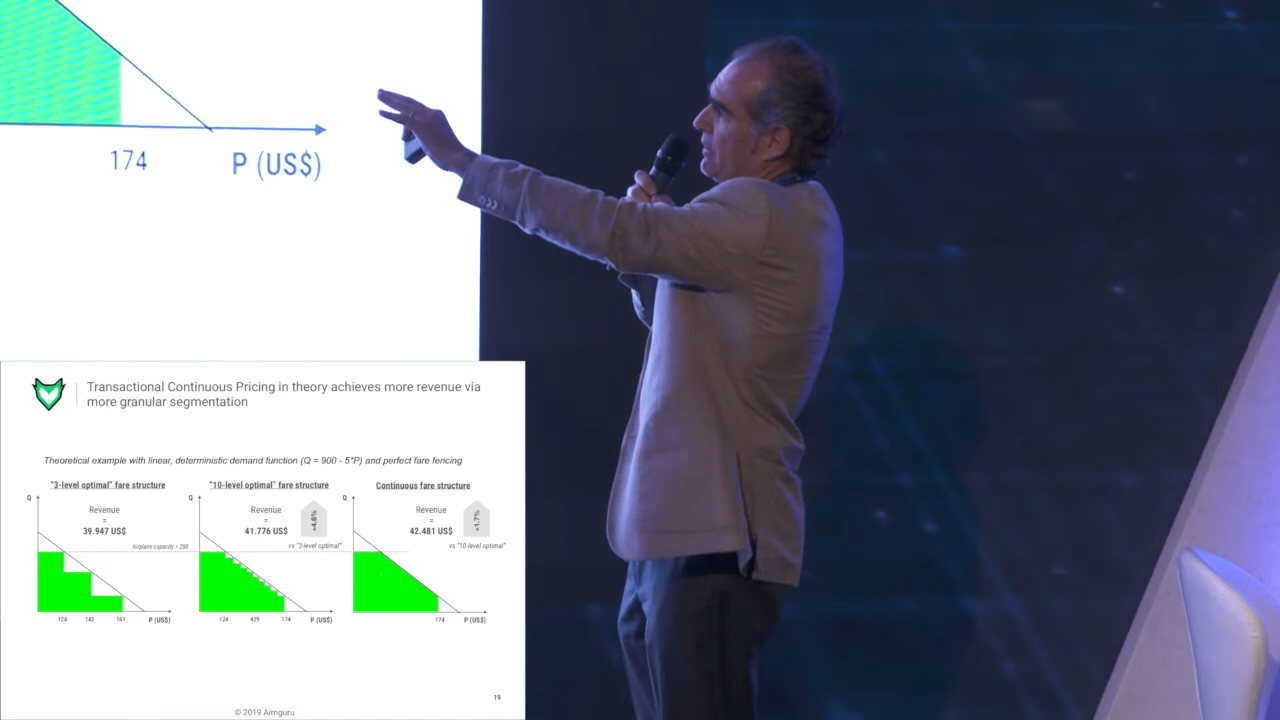 174
P (US$)
Transactional Continuous Pricing in theory achieves more revenue via
more granular segmentation
Theoretical example with linear, deterministic demand function (Q = 900 - 5*P) and perfect fare fencing
"3-level optimal" fare structure
Q
Revenue
=
39.947 US$
Airplane capacity = 280
124
143
161
P (US$)
"10-level optimal" fare structure
Q
Revenue
=
41.776 US$
+4.6%
vs "3-level optimal"
124
429
174
P (US$)
Continuous fare structure
Q
Revenue
=
42.481 US$
+1.7%
vs "10-level optimal"
174
P (US$)
19
© 2019 Airnguru